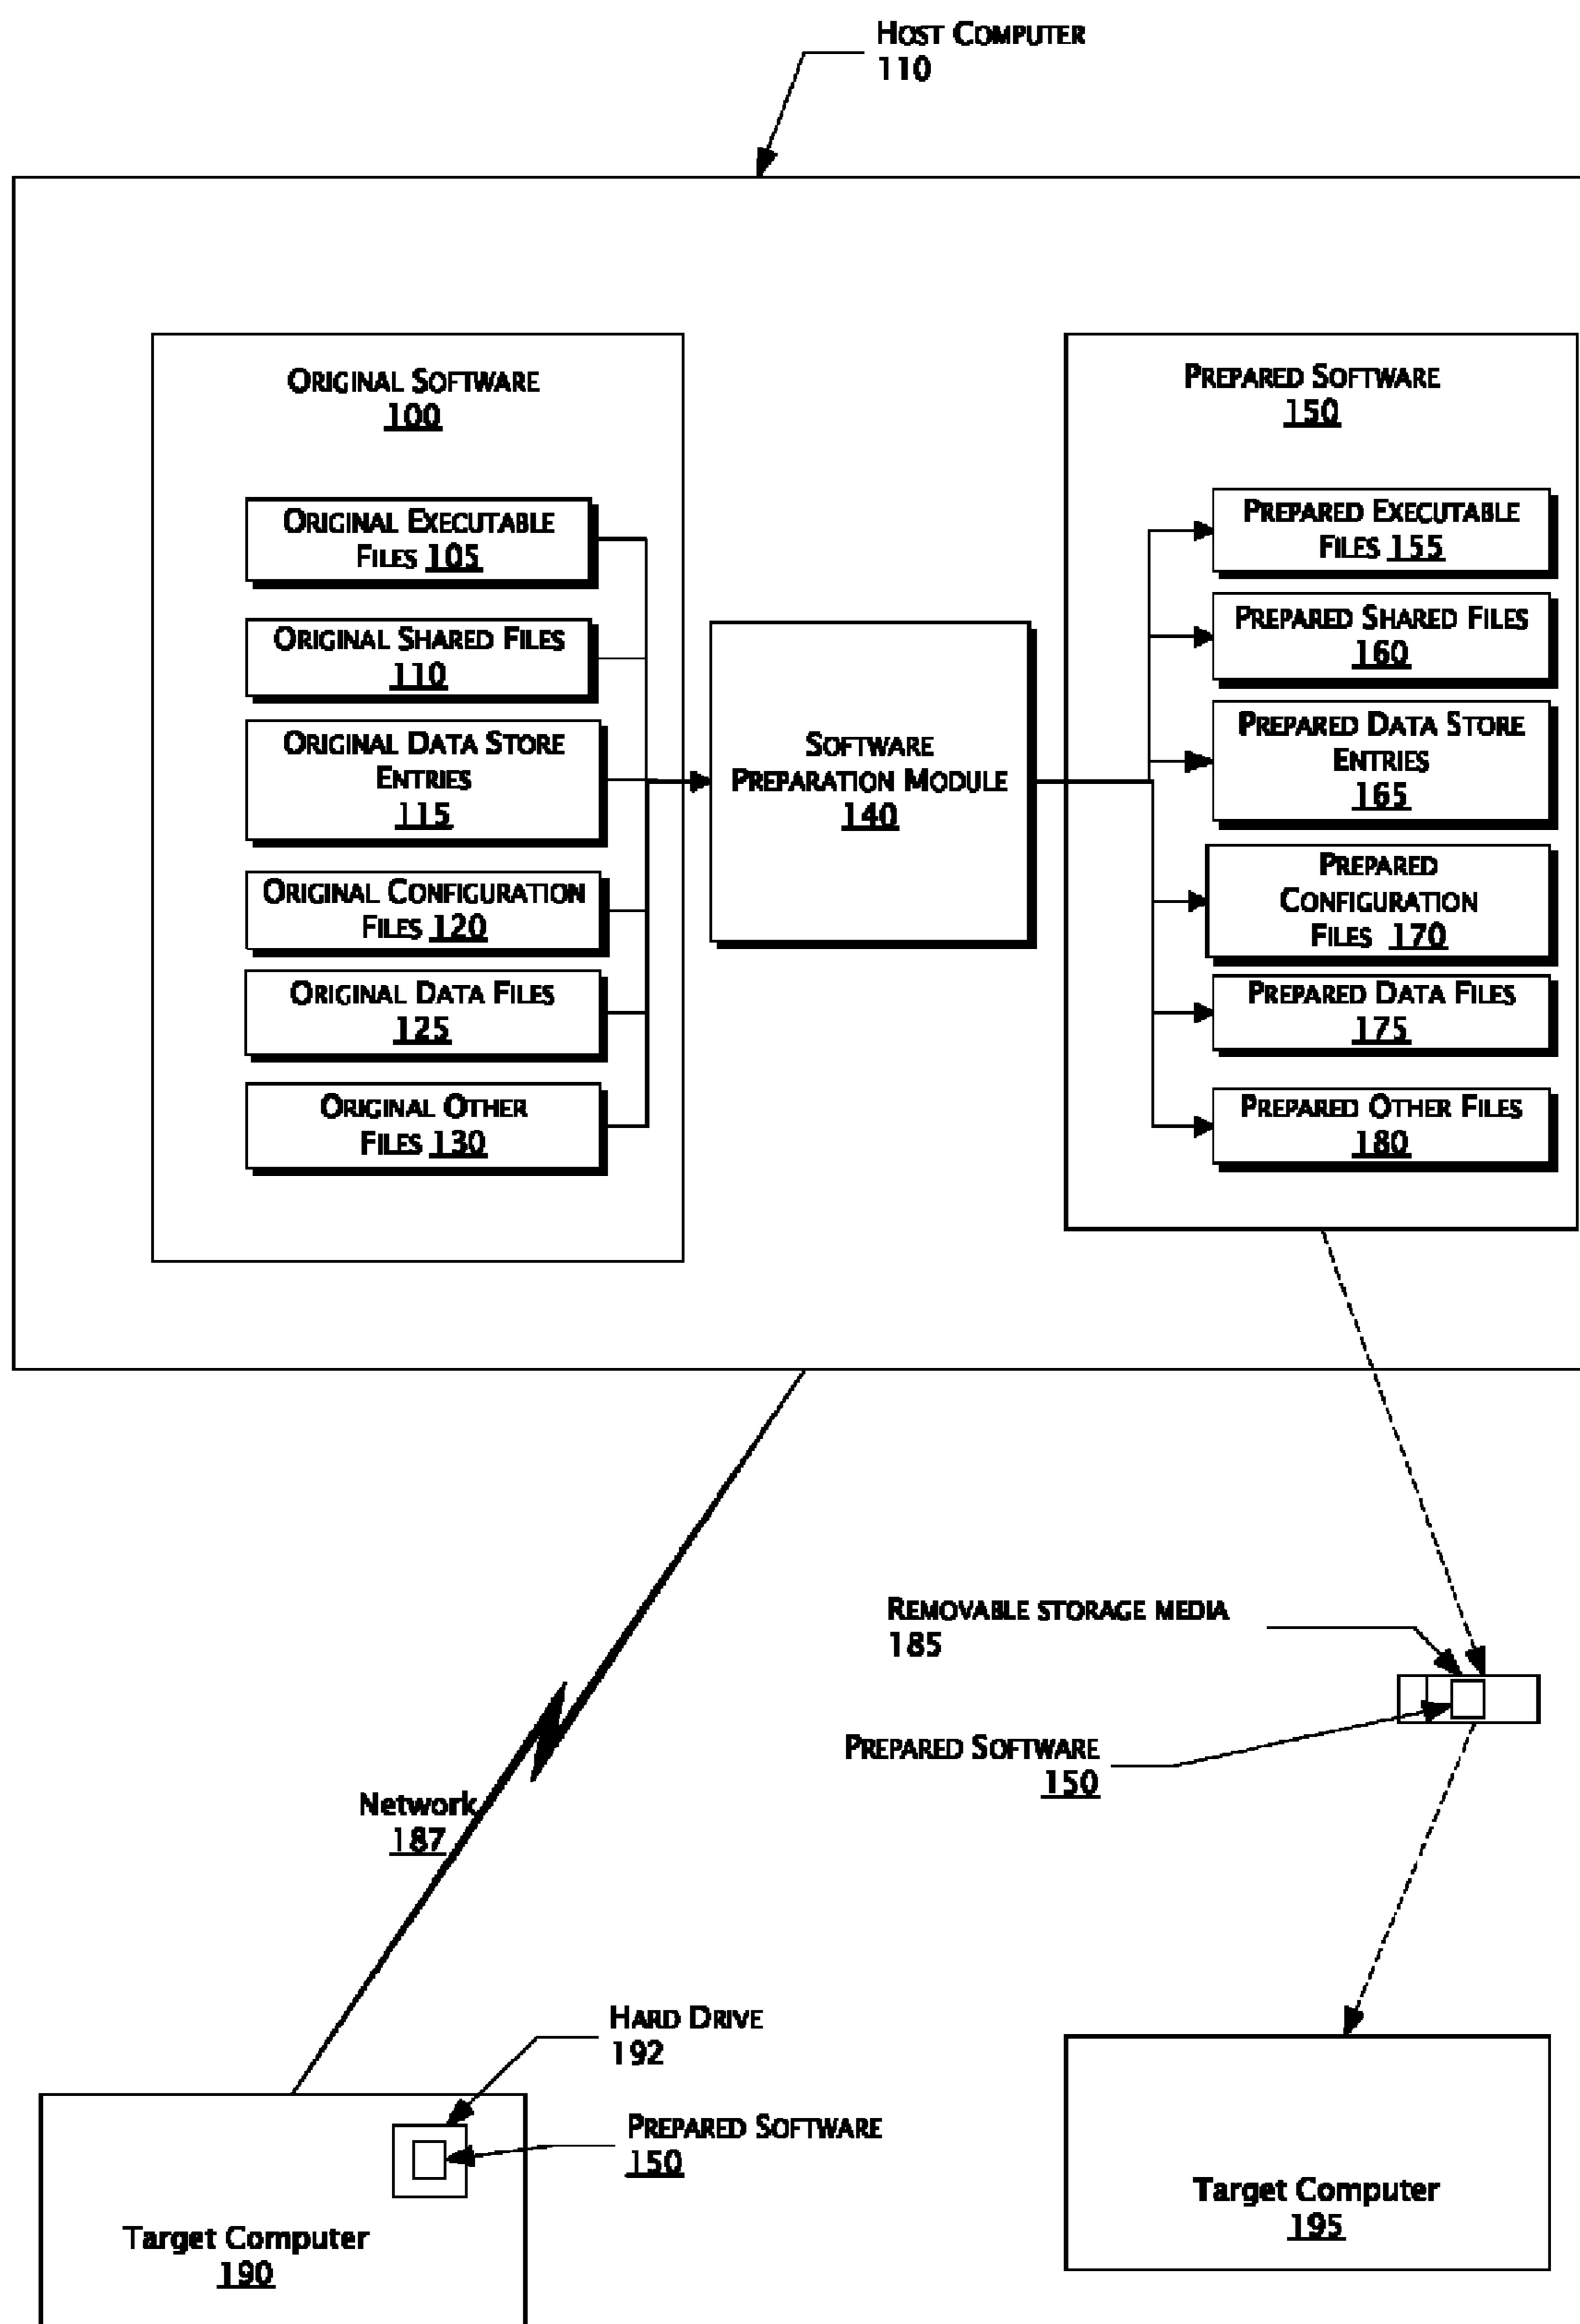 HOST COMPUTER
110
ORIGINAL SOFTWARE
100
ORIGINAL EXECUTABLE
FILES 105
ORIGINAL SHARED FILES
110
ORIGINAL DATA STORE
ENTRIES
115
ORIGINAL CONFIGURATION
FILES 120
ORIGINAL DATA FILES
125
ORIGINAL OTHER
FILES 130
SOFTWARE
PREPARATION MODULE
140
PREPARED SOFTWARE
150
PREPARED EXECUTABLE
FILES 155
PREPARED SHARED FILES
160
PREPARED DATA STORE
ENTRIES
165
PREPARED
CONFIGURATION
FILES 170
PREPARED DATA FILES
175
PREPARED OTHER FILES
180
REMOVABLE STORAGE MEDIA
185
PREPARED SOFTWARE
150
Network
187
HARD DRIVE
192
PREPARED SOFTWARE
150
Target Computer
190
Target Computer
195